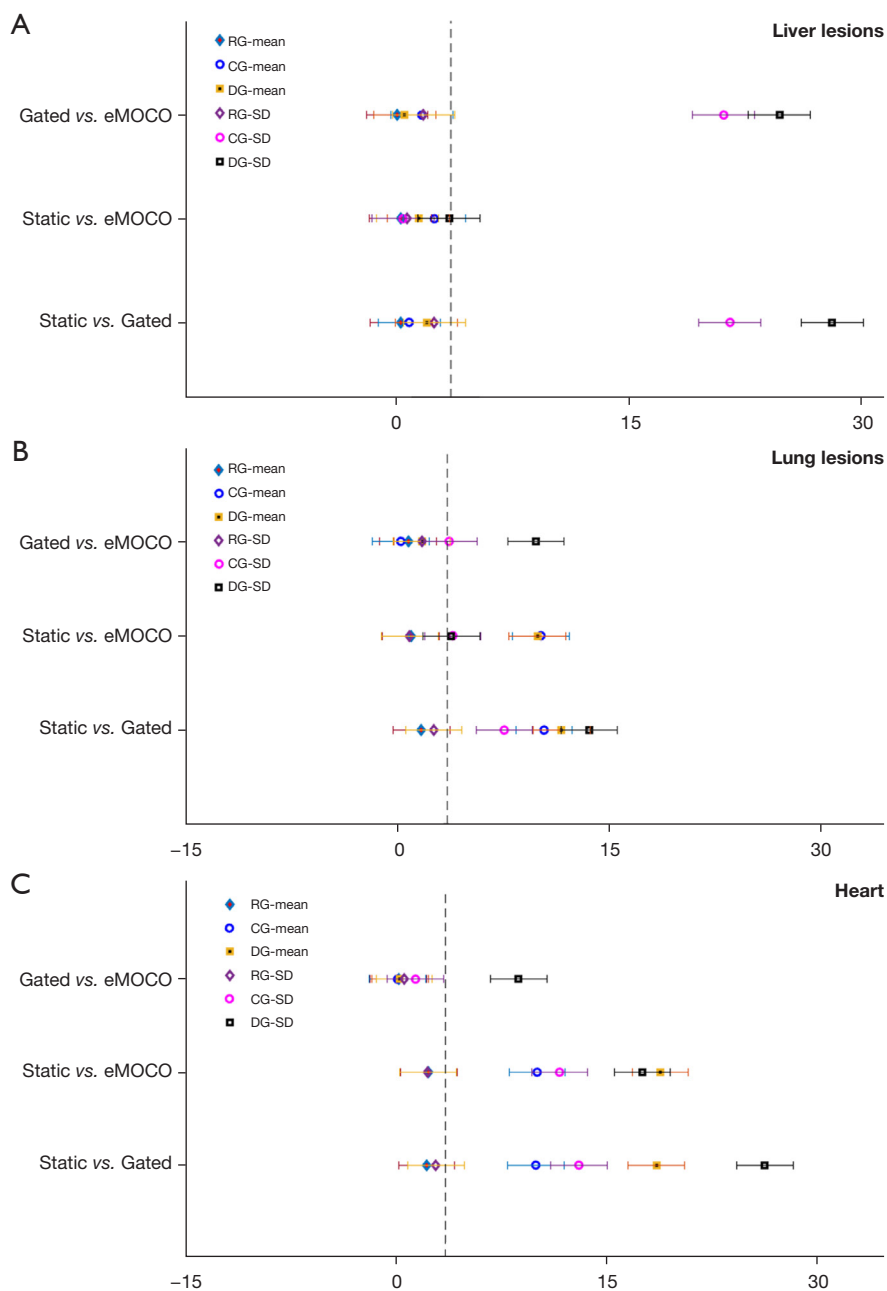 A
Liver lesions
RG-mean
CG-mean
DG-mean
RG-SD
CG-SD
DG-SD
Gated vs. eMOCO
Static vs. eMOCO
Static vs. Gated
–15
0
15
30
B
Lung lesions
RG-mean
CG-mean
DG-mean
RG-SD
CG-SD
DG-SD
Gated vs. eMOCO
Static vs. eMOCO
Static vs. Gated
–15
0
15
30
C
Heart
RG-mean
CG-mean
DG-mean
RG-SD
CG-SD
DG-SD
Gated vs. eMOCO
Static vs. eMOCO
Static vs. Gated
–15
0
15
30